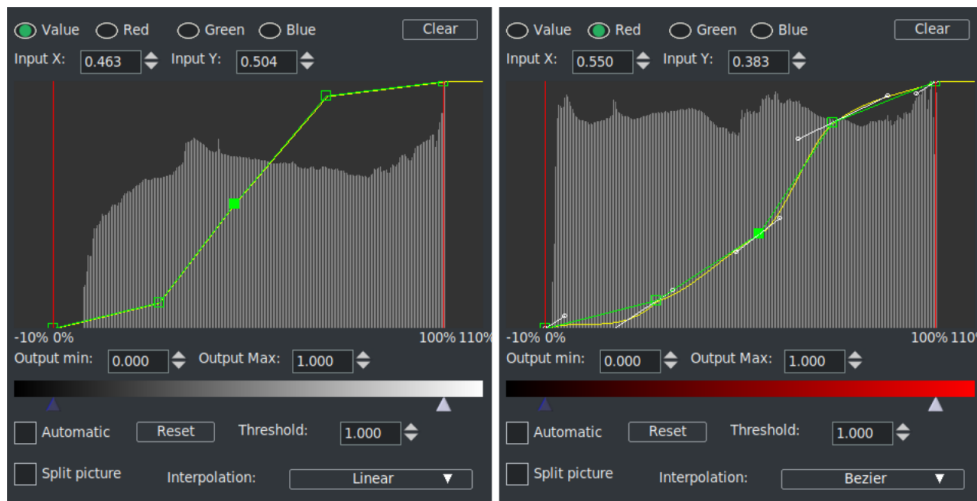 Value Red Green Blue Clear
Input X: 0.463 Input Y: 0.504
-10% 0% 100% 110%
Output min: 0.000 Output Max: 1.000
Automatic Reset Threshold: 1.000
Split picture Interpolation: Linear
Value Red Green Blue Clear
Input X: 0.550 Input Y: 0.383
-10% 0% 100% 110%
Output min: 0.000 Output Max: 1.000
Automatic Reset Threshold: 1.000
Split picture Interpolation: Bezier